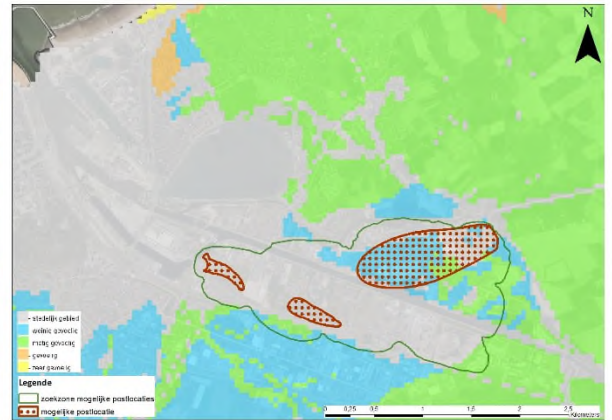 N
- stedelijk gebied
- weinig gevoelig
- matig gevoelig
- gevoelig
- zeer gevoelig
Legende
zoekzone mogelijke postlocaties
mogelijke postlocatie
0 0,25 0,5 1 1,5 2 2,5
Kilometers